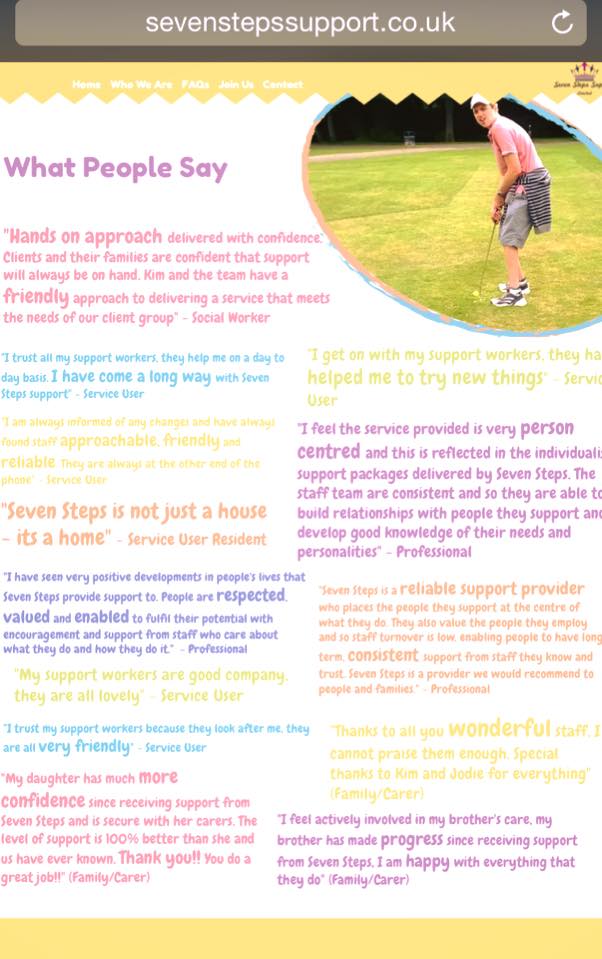 sevenstepssupport.co.uk
Home Who We Are FAQs Join Us Contact
Seven Steps Sup
What People Say
"Hands on approach delivered with confidence.
Clients and their families are confident that support
will always be on hand. Kim and the team have a
friendly approach to delivering a service that meets
the needs of our client group" - Social Worker
"I trust all my support workers, they help me on a day to
day basis. I have come a long way with Seven
Steps support" - Service User
"I get on with my support workers, they ha
helped me to try new things" - Servic
User
"I am always informed of any changes and have always
found staff approachable, friendly and
reliable They are always at the other end of the
phone" - Service User
"I feel the service provided is very person
centred and this is reflected in the individualis
support packages delivered by Seven Steps. The
staff team are consistent and so they are able to
build relationships with people they support and
develop good knowledge of their needs and
personalities" - Professional
"Seven Steps is not just a house
- its a home" - Service User Resident
"I have seen very positive developments in people's lives that
Seven Steps provide support to. People are respected,
valued and enabled to fulfil their potential with
encouragement and support from staff who care about
what they do and how they do it." - Professional
"Seven Steps is a reliable support provider
who places the people they support at the centre of
what they do. They also value the people they employ
and so staff turnover is low, enabling people to have long
term, consistent support from staff they know and
trust. Seven Steps is a provider we would recommend to
people and families." - Professional
"My support workers are good company,
they are all lovely" - Service User
"I trust my support workers because they look after me, they
are all very friendly" - Service User
"Thanks to all you wonderful staff, I
cannot praise them enough. Special
thanks to Kim and Jodie for everything"
(Family/Carer)
"My daughter has much more
confidence since receiving support from
Seven Steps and is secure with her carers. The
level of support is 100% better than she and
us have ever known. Thank you!! You do a
great job!!" (Family/Carer)
"I feel actively involved in my brother's care, my
brother has made progress since receiving support
from Seven Steps, I am happy with everything that
they do" (Family/Carer)